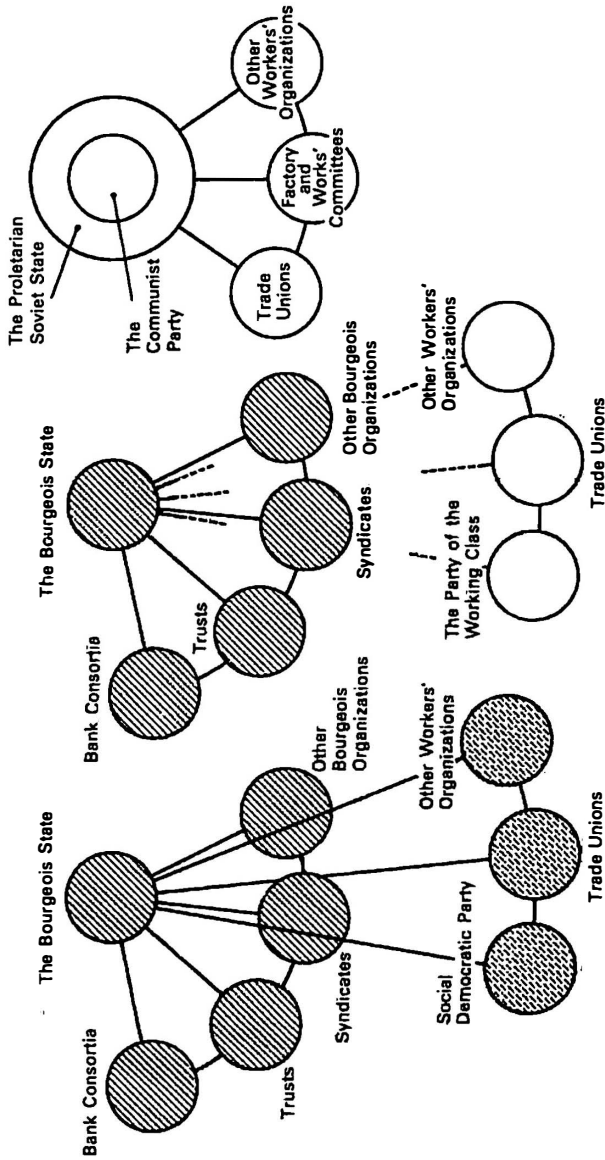 The Bourgeois State
Bank Consortia
Trusts
Syndicates
Other
Bourgeois
Organizations
Social
Democratic Party
Other Workers'
Organizations
Trade Unions
The Bourgeois State
Bank Consortia
Trusts
Syndicates
Other Bourgeois
Organizations
The Party of the
Working Class
Other Workers'
Organizations
Trade Unions
The Proletarian
Soviet State
The
Communist
Party
Trade
Unions
Factory
and
Works'
Committees
Other
Workers'
Organizations